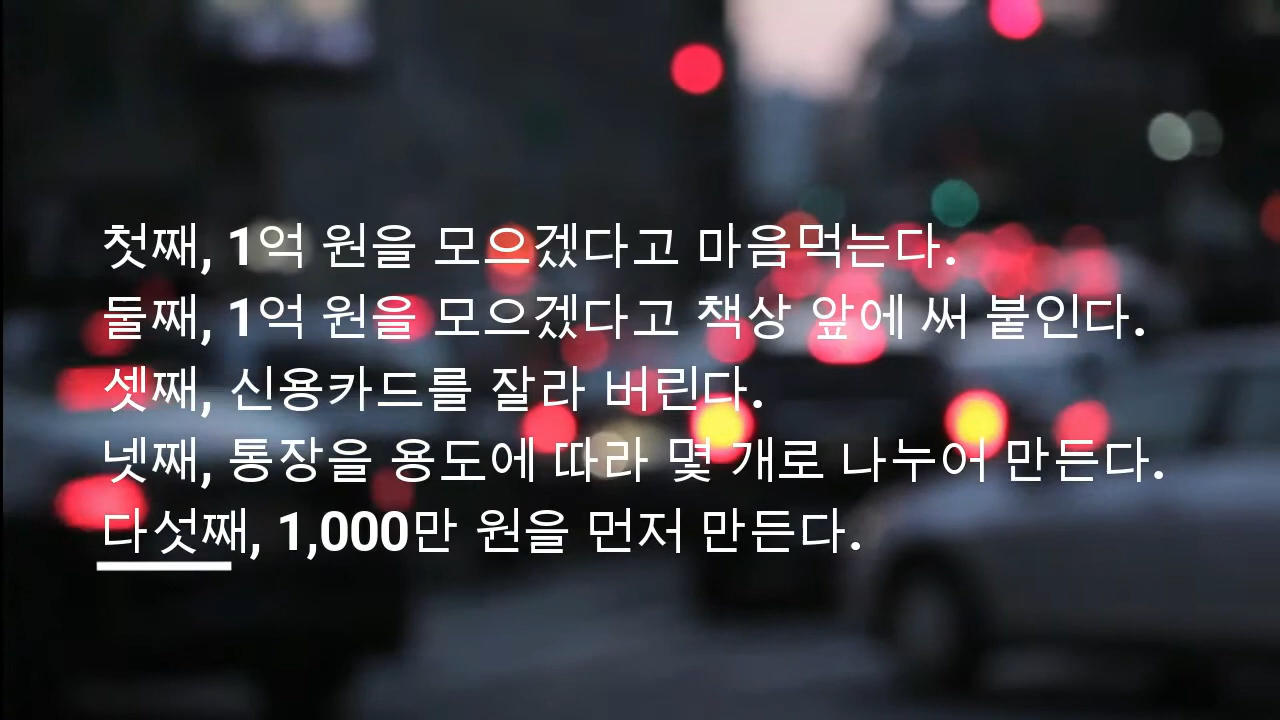 첫째, 1억 원을 모으겠다고 마음먹는다.
둘째, 1억 원을 모으겠다고 책상 앞에 써 붙인다.
셋째, 신용카드를 잘라 버린다.
넷째, 통장을 용도에 따라 몇 개로 나누어 만든다.
다섯째, 1,000만 원을 먼저 만든다.